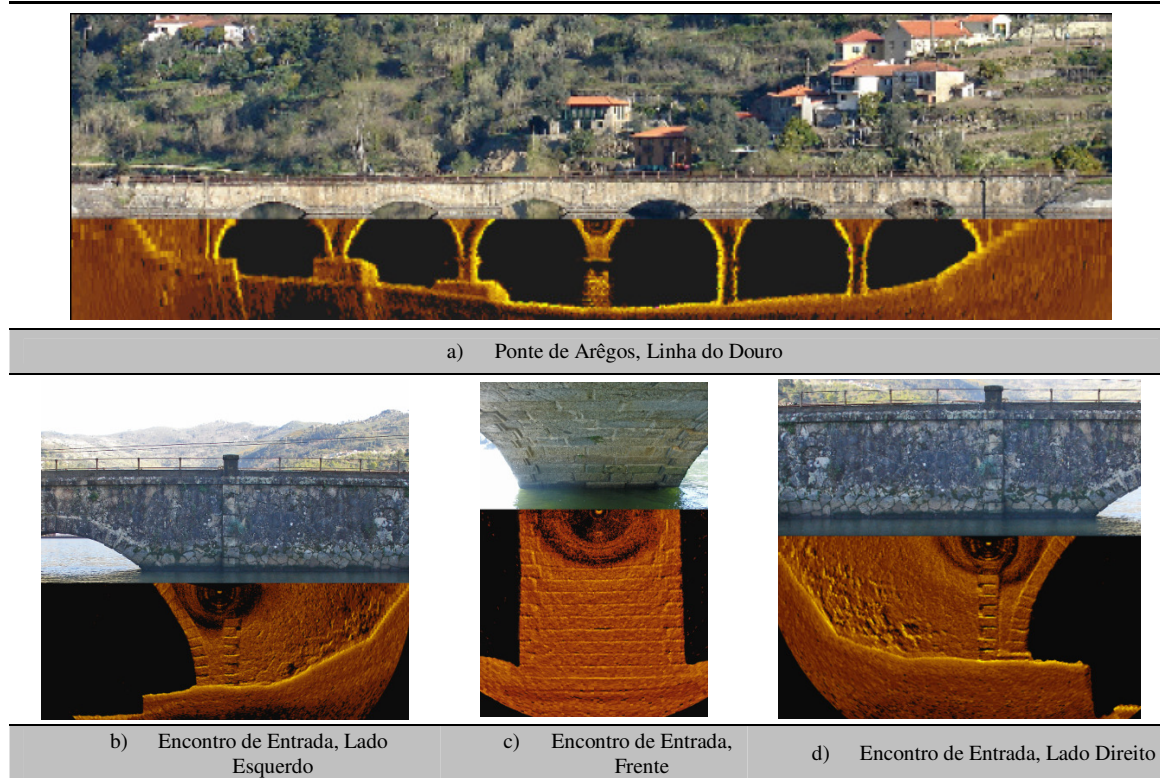 a) Ponte de Arêgos, Linha do Douro
b) Encontro de Entrada, Lado
Esquerdo
c) Encontro de Entrada,
Frente
d) Encontro de Entrada, Lado Direito